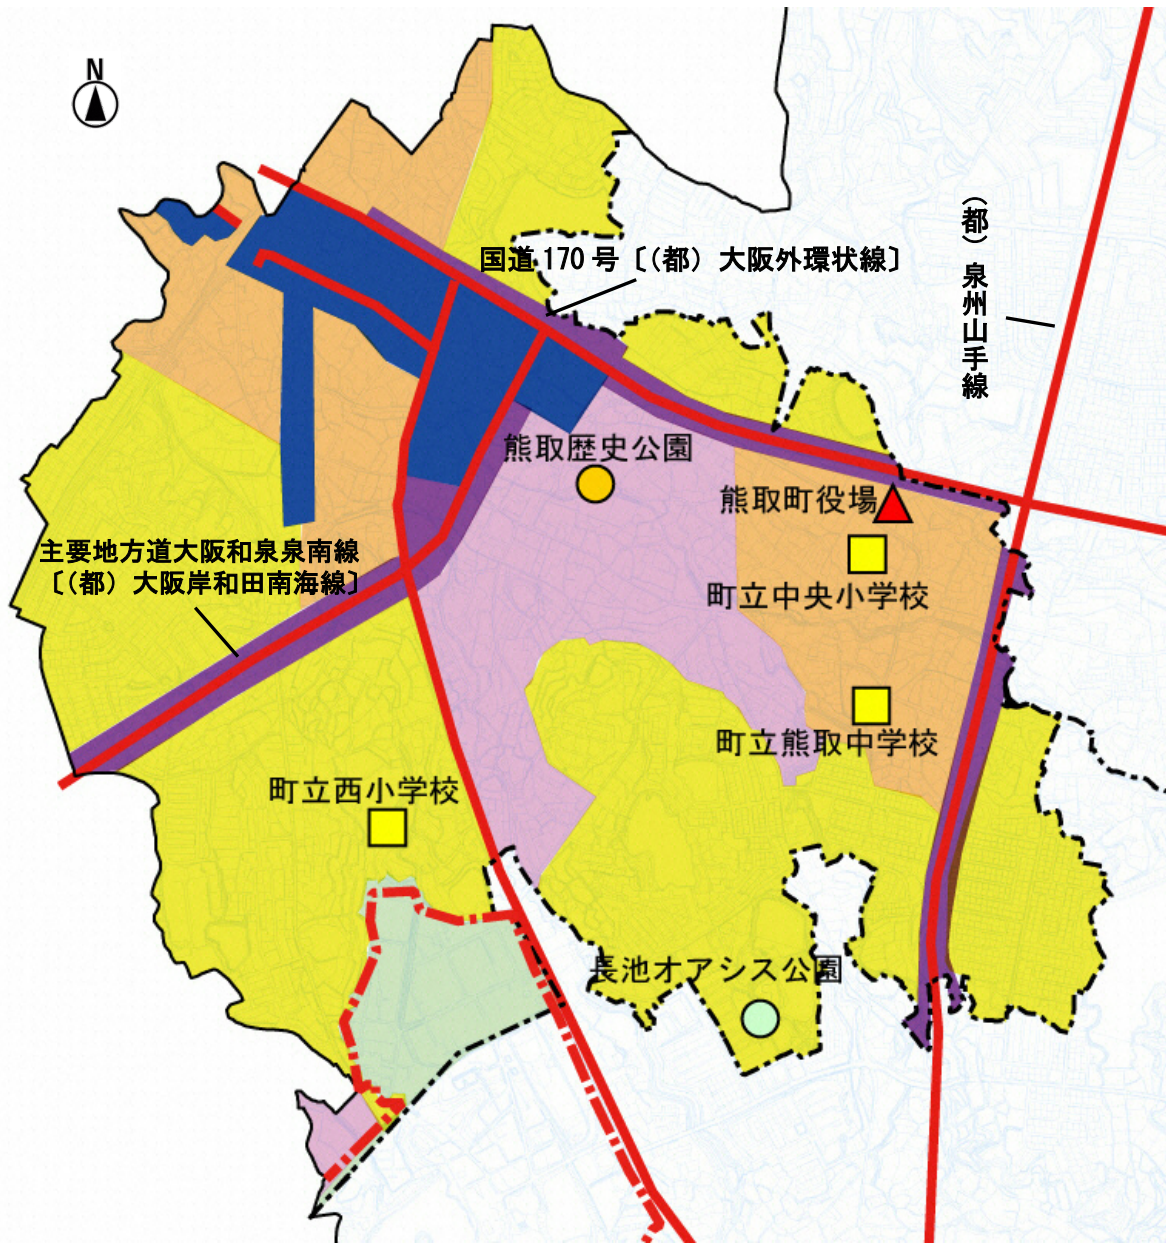 N
（都）泉州山手線
国道170号〔（都）大阪外環状線〕
熊取歴史公園
熊取町役場
主要地方道大阪和泉泉南線
〔（都）大阪岸和田南海線〕
町立中央小学校
町立熊取中学校
町立西小学校
長池オアシス公園